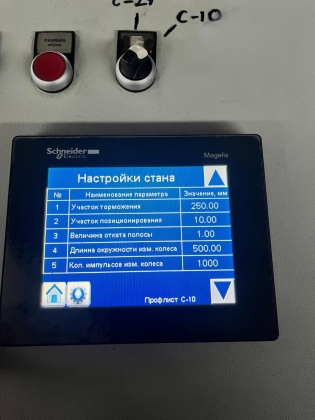 C-21
C-10
Schneider
Electric
Magelis
Настройки стана
№ Наименование параметра Значение, мм
1 Участок торможения 250.00
2 Участок позиционирования 10.00
3 Величина отката полосы 1.00
4 Длинна окружности изм. колеса 500.00
5 Кол. импульсов изм. колеса 1000
Профлист С-10